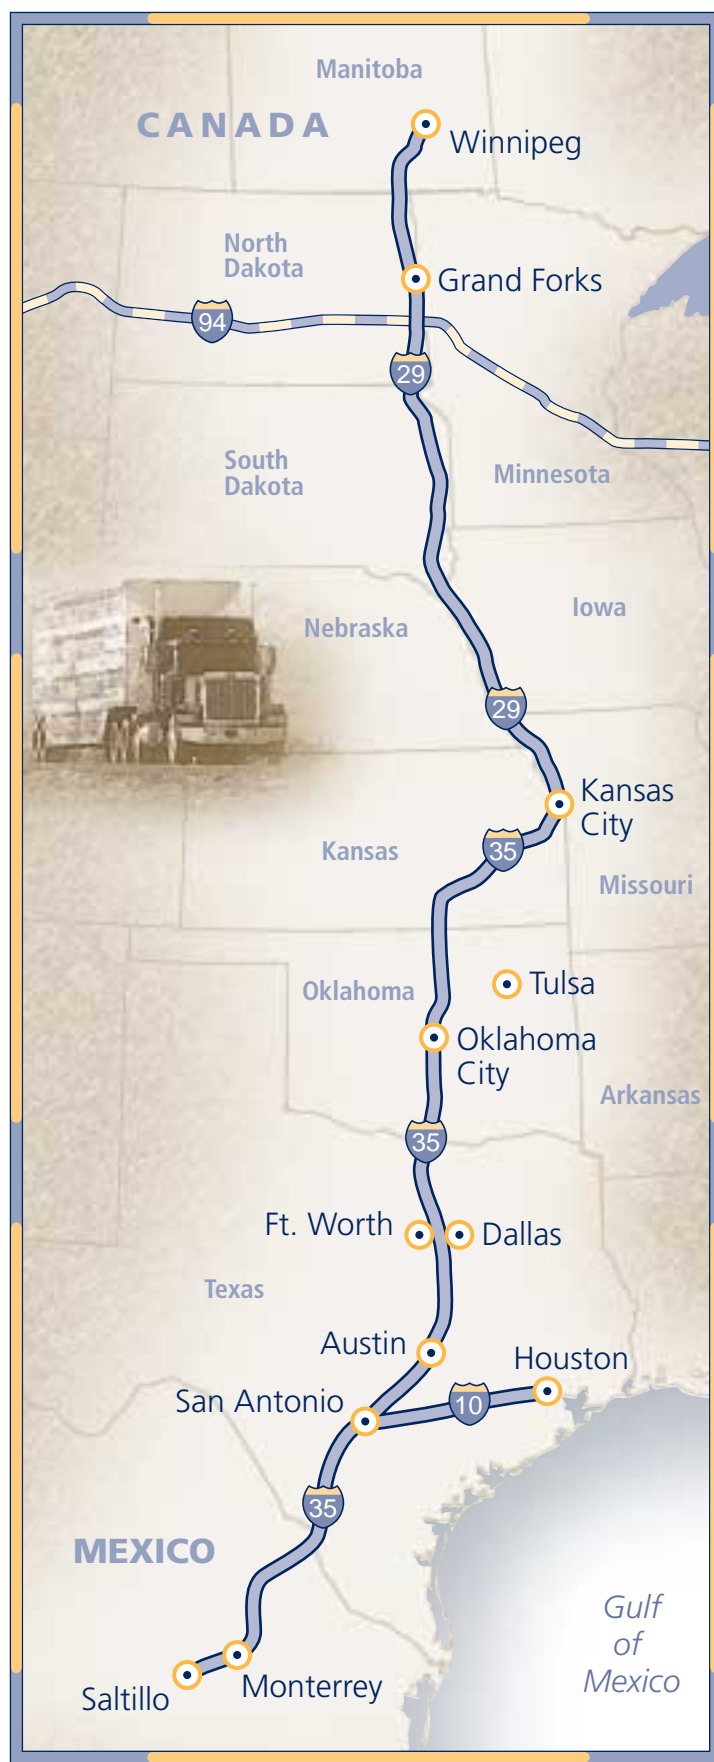 Manitoba
CANADA
Winnipeg
North
Dakota
Grand Forks
94
29
South
Dakota
Minnesota
Iowa
Nebraska
29
Kansas
City
35
Kansas
Missouri
Tulsa
Oklahoma
Oklahoma
City
Arkansas
35
Ft. Worth
Dallas
Texas
Austin
Houston
San Antonio
10
35
MEXICO
Gulf
of
Mexico
Monterrey
Saltillo